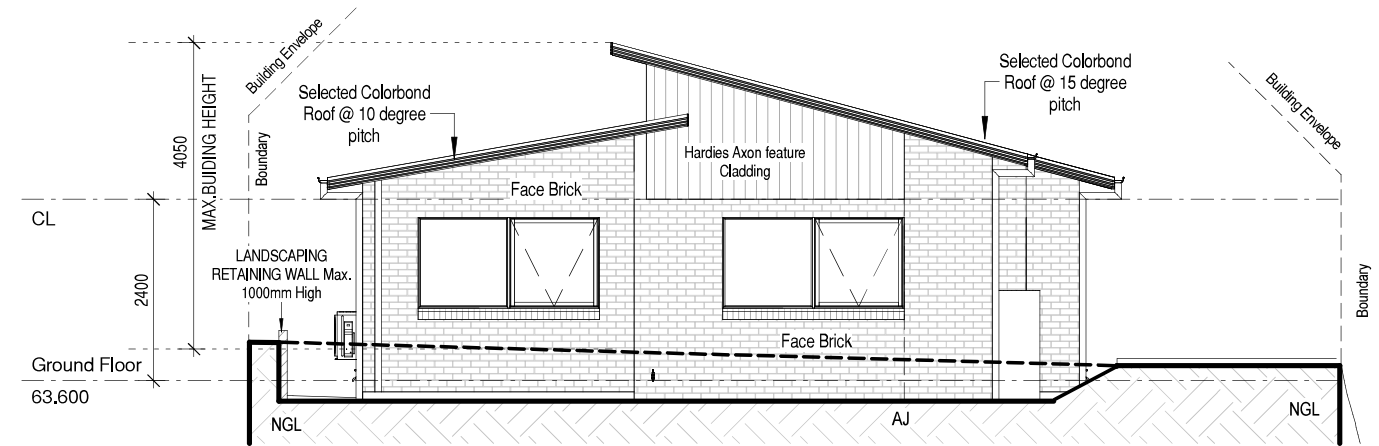 Building Envelope
Selected Colorbond
Roof @ 10 degree
pitch
Selected Colorbond
Roof @ 15 degree
pitch
Building Envelope
4050
MAX.BUIDING HEIGHT
Boundary
Hardies Axon feature
Cladding
Face Brick
CL
LANDSCAPING
RETAINING WALL Max.
1000mm High
2400
Boundary
Face Brick
Ground Floor
63.600
NGL
AJ
NGL